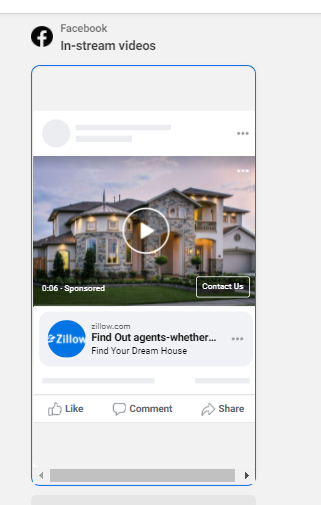 Facebook
In-stream videos
0:06 - Sponsored
Contact Us
Zillow
zillow.com
Find Out agents-whether...
Find Your Dream House
Like
Comment
Share